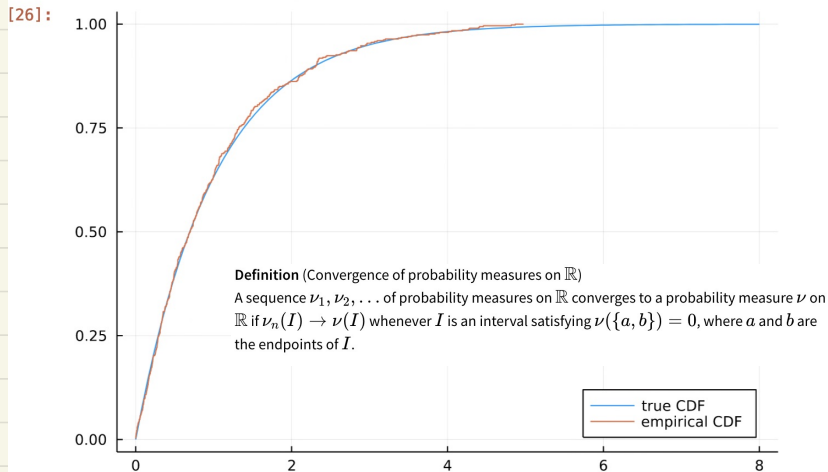 [26]:
1.00
0.75
0.50
Definition (Convergence of probability measures on ℝ)
A sequence ν₁, ν₂, … of probability measures on ℝ converges to a probability measure ν on
ℝ if νₙ(I) → ν(I) whenever I is an interval satisfying ν({a, b}) = 0, where a and b are
the endpoints of I.
0.25
true CDF
empirical CDF
0.00
0 2 4 6 8